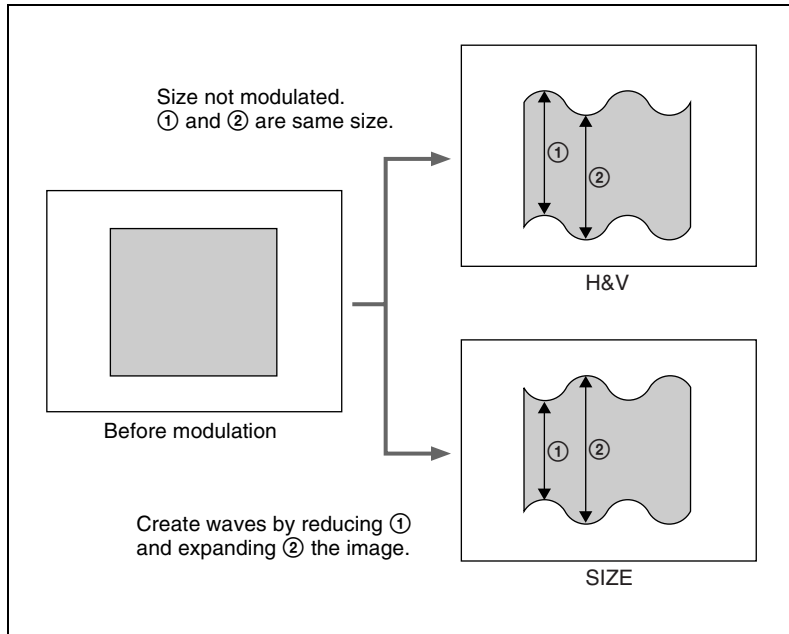 Size not modulated.
① and ② are same size.
①
②
H&V
Before modulation
①
②
Create waves by reducing ①
and expanding ② the image.
SIZE